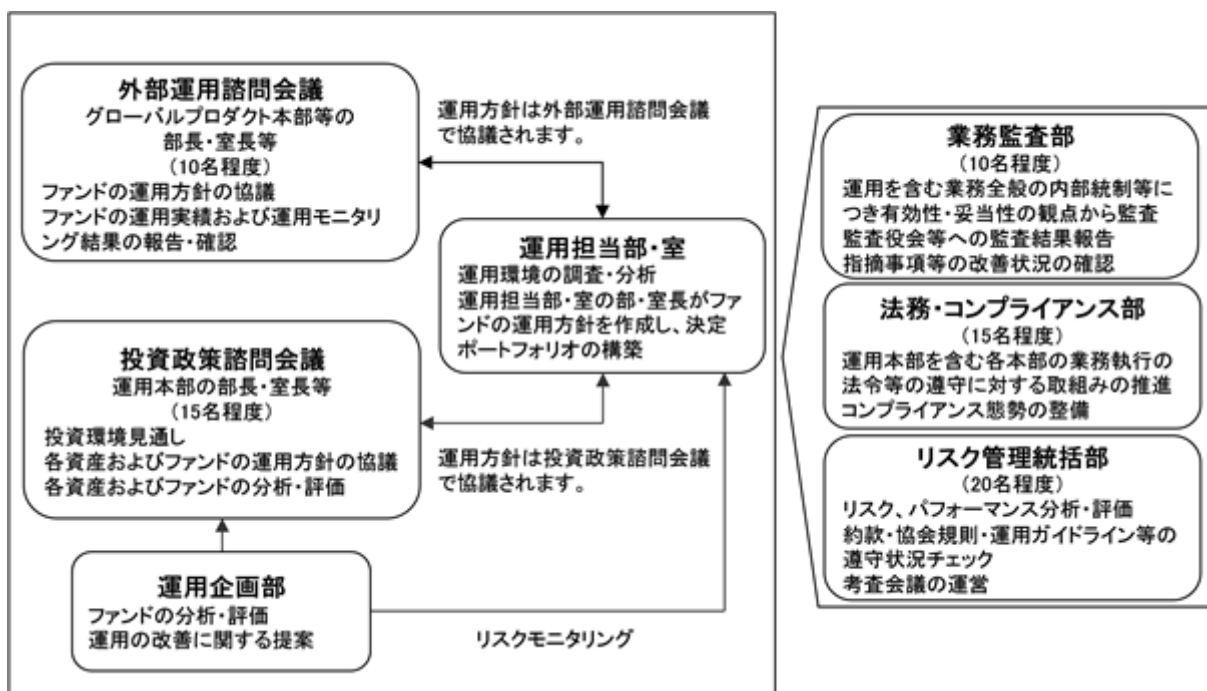 外部運用諮問会議
グローバルプロダクト本部等の
部長・室長等
(10名程度)
ファンドの運用方針の協議
ファンドの運用実績および運用モニタリ
ング結果の報告・確認
運用方針は外部運用諮問会議
で協議されます。
運用担当部・室
運用環境の調査・分析
運用担当部・室の部・室長がファ
ンドの運用方針を作成し、決定
ポートフォリオの構築
投資政策諮問会議
運用本部の部長・室長等
(15名程度)
投資環境見通し
各資産およびファンドの運用方針の協議
各資産およびファンドの分析・評価
運用方針は投資政策諮問会議
で協議されます。
運用企画部
ファンドの分析・評価
運用の改善に関する提案
リスクモニタリング
業務監査部
(10名程度)
運用を含む業務全般の内部統制等に
つき有効性・妥当性の観点から監査
監査役会等への監査結果報告
指摘事項等の改善状況の確認
法務・コンプライアンス部
(15名程度)
運用本部を含む各本部の業務執行の
法令等の遵守に対する取組みの推進
コンプライアンス態勢の整備
リスク管理統括部
(20名程度)
リスク、パフォーマンス分析・評価
約款・協会規則・運用ガイドライン等の
遵守状況チェック
考査会議の運営